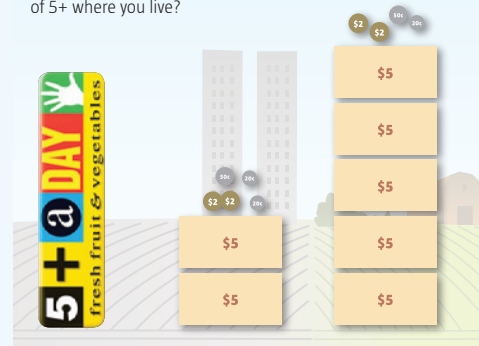 of 5+ where you live?
5 + a DAY
fresh fruit & vegetables
50c 20c
$2 $2 20c
$5
$5
$2 $2 50c 20c
$5
$5
$5
$5
$5